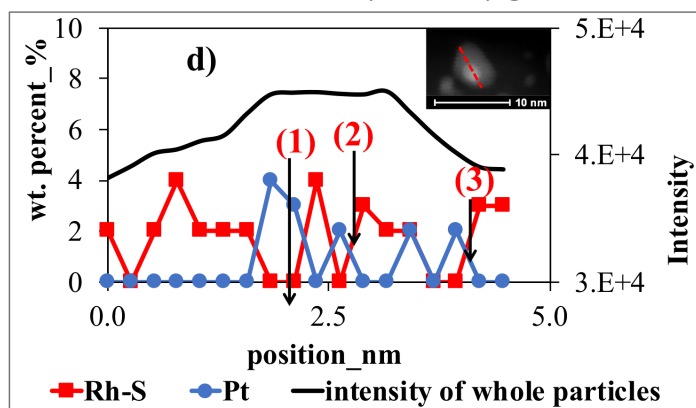 10
8
6
4
2
0
wt. percent_%
d)
(1)
(2)
(3)
10 nm
5.E+4
4.E+4
3.E+4
Intensity
0.0 2.5 5.0
position_nm
Rh-S Pt intensity of whole particles